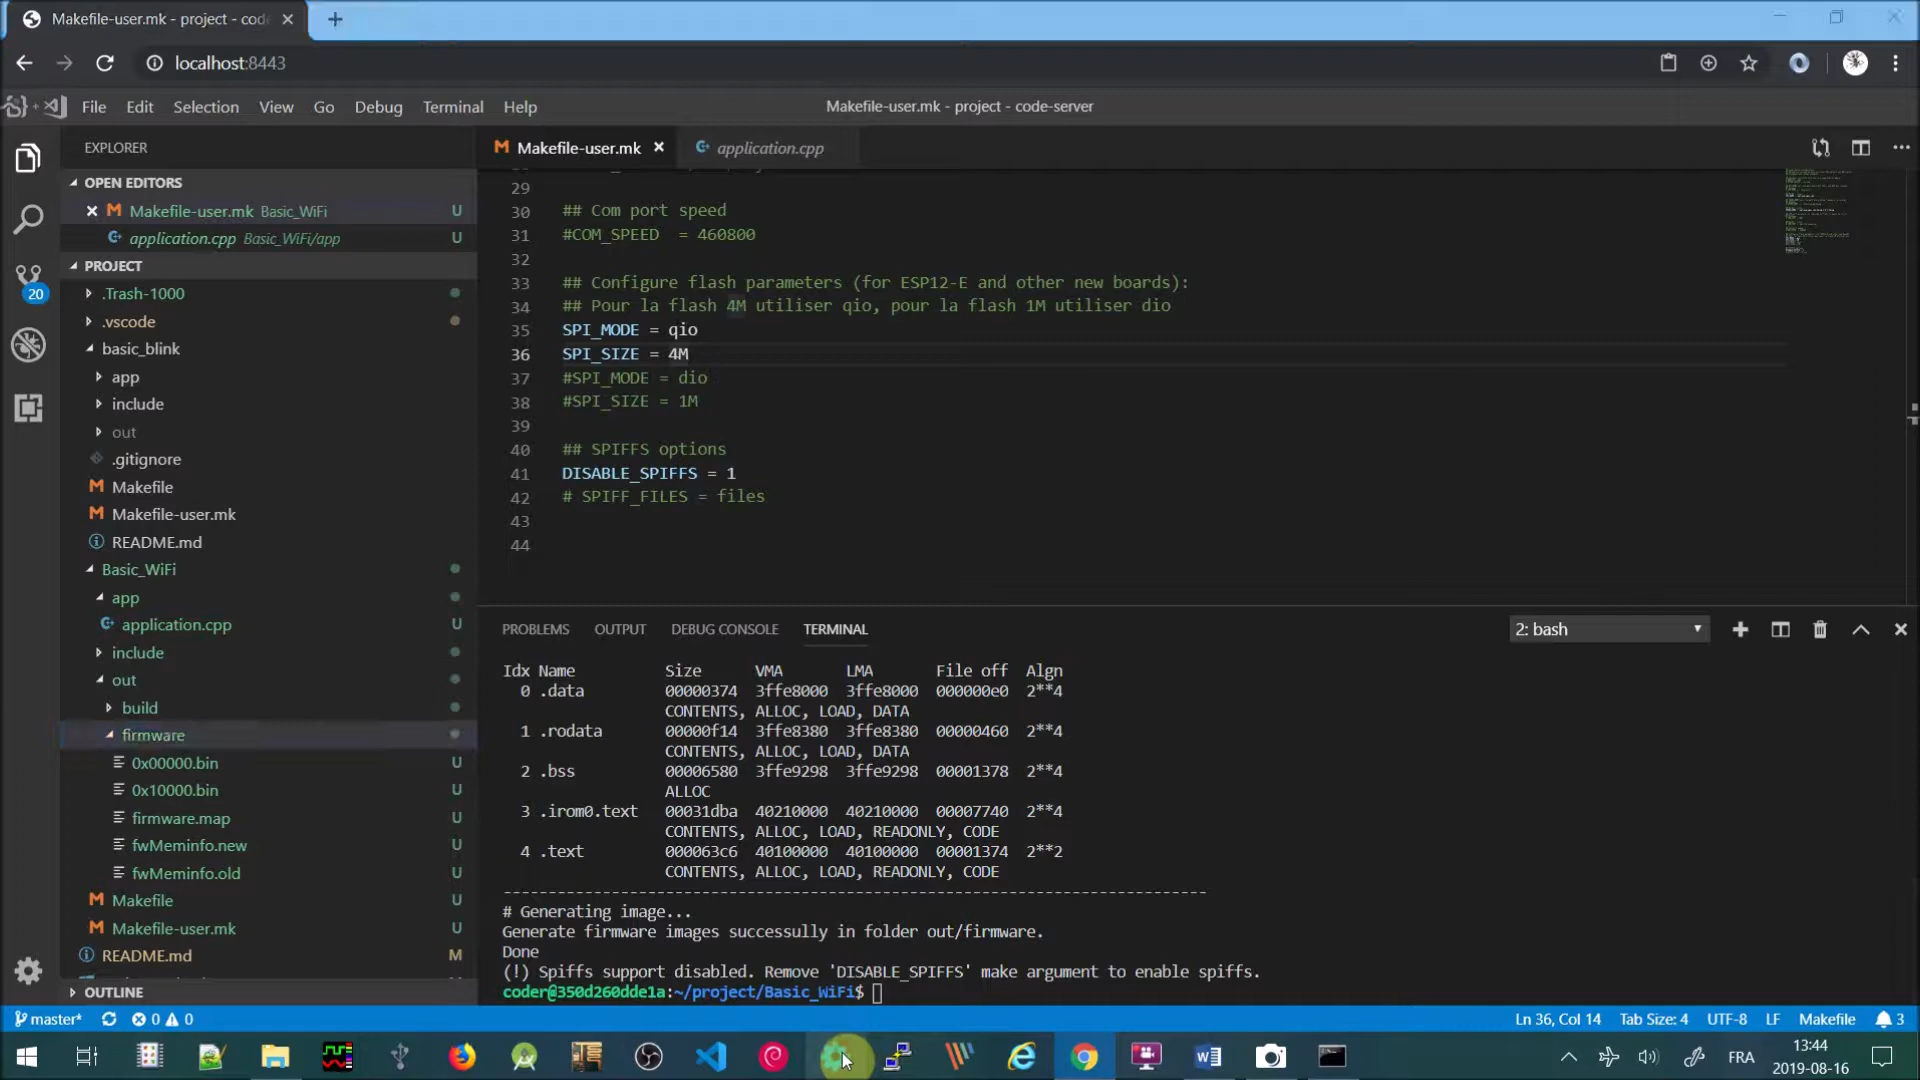 Makefile-user.mk - project - cod
localhost:8443
File Edit Selection View Go Debug Terminal Help
Makefile-user.mk - project - code-server
EXPLORER
OPEN EDITORS
Makefile-user.mk Basic_WiFi U
application.cpp Basic_WiFi/app U
PROJECT
.Trash-1000
.vscode
basic_blink
app
include
out
.gitignore
Makefile
Makefile-user.mk
README.md
Basic_WiFi
app
application.cpp U
include
out
build
firmware
0x00000.bin U
0x10000.bin U
firmware.map U
fwMeminfo.new U
fwMeminfo.old U
Makefile U
Makefile-user.mk U
README.md M
OUTLINE
20
Makefile-user.mk
application.cpp
29
30 ## Com port speed
31 #COM_SPEED = 460800
32
33 ## Configure flash parameters (for ESP12-E and other new boards):
34 ## Pour la flash 4M utiliser qio, pour la flash 1M utiliser dio
35 SPI_MODE = qio
36 SPI_SIZE = 4M
37 #SPI_MODE = dio
38 #SPI_SIZE = 1M
39
40 ## SPIFFS options
41 DISABLE_SPIFFS = 1
42 # SPIFF_FILES = files
43
44
PROBLEMS OUTPUT DEBUG CONSOLE TERMINAL
2: bash
Idx Name Size VMA LMA File off Algn
0 .data 00000374 3ffe8000 3ffe8000 000000e0 2**4
CONTENTS, ALLOC, LOAD, DATA
1 .rodata 00000f14 3ffe8380 3ffe8380 00000460 2**4
CONTENTS, ALLOC, LOAD, DATA
2 .bss 00006580 3ffe9298 3ffe9298 00001378 2**4
ALLOC
3 .irom0.text 00031dba 40210000 40210000 00007740 2**4
CONTENTS, ALLOC, LOAD, READONLY, CODE
4 .text 000063c6 40100000 40100000 00001374 2**2
CONTENTS, ALLOC, LOAD, READONLY, CODE
------------------------------------------------------------------------------
# Generating image...
Generate firmware images successully in folder out/firmware.
Done
(!) Spiffs support disabled. Remove 'DISABLE_SPIFFS' make argument to enable spiffs.
coder@350d260dde1a:~/project/Basic_WiFi$
master* 0 0
Ln 36, Col 14 Tab Size: 4 UTF-8 LF Makefile 3
FRA
13:44
2019-08-16